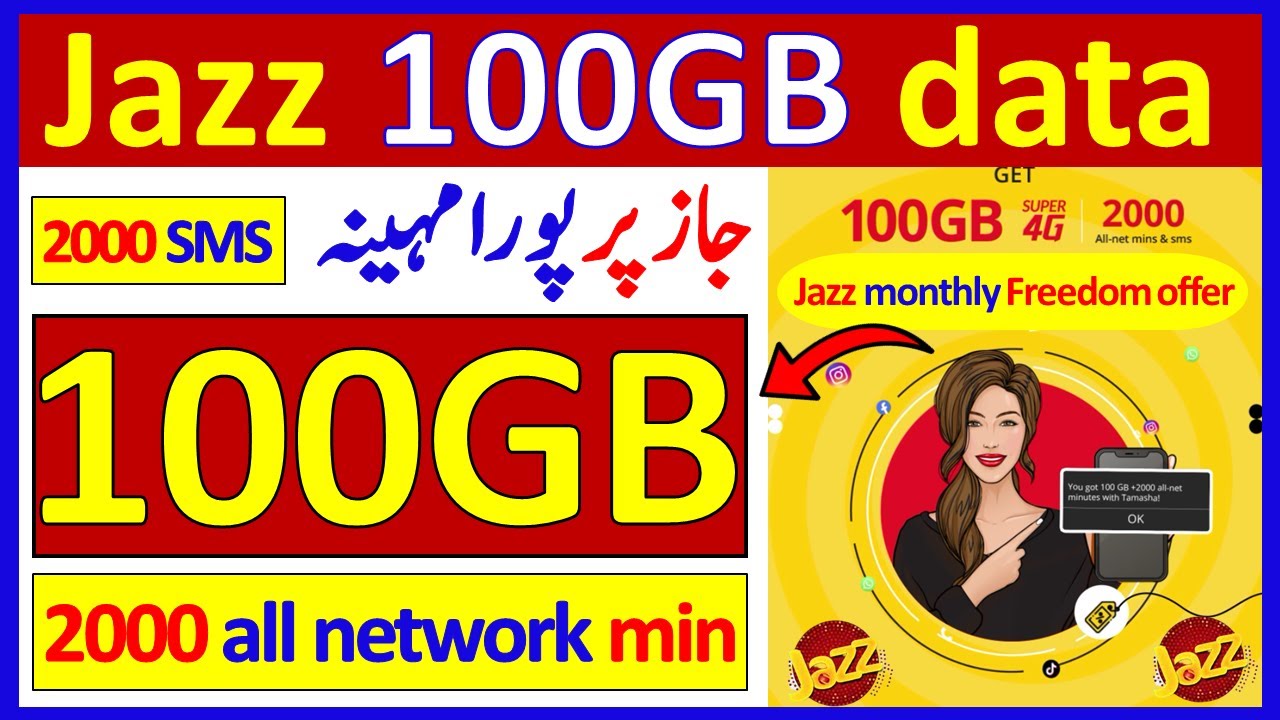 Jazz 100GB data
2000 SMS
جاز پر پورا مہینہ
100GB
2000 all network min
GET
100GB SUPER 4G 2000
All-net mins & sms
Jazz monthly Freedom offer
You got 100 GB +2000 all-net
minutes with Tamasha!
OK
Jazz
Jazz